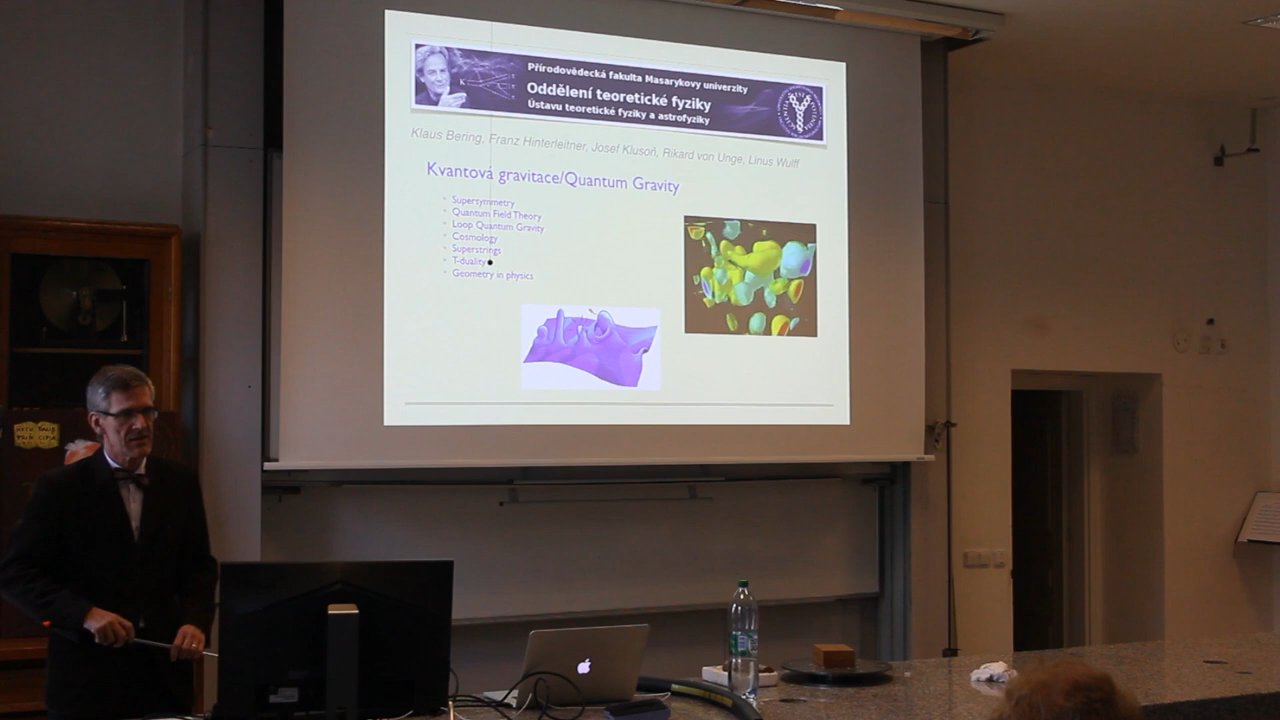 Přírodovědecká fakulta Masarykovy univerzity
Oddělení teoretické fyziky
Ústavu teoretické fyziky a astrofyziky
Klaus Bering, Franz Hinterleitner, Josef Klusoň, Rikard von Unge, Linus Wulff
Kvantová gravitace/Quantum Gravity
Supersymmetry
Quantum Field Theory
Loop Quantum Gravity
Cosmology
Superstrings
T-duality
Geometry in physics